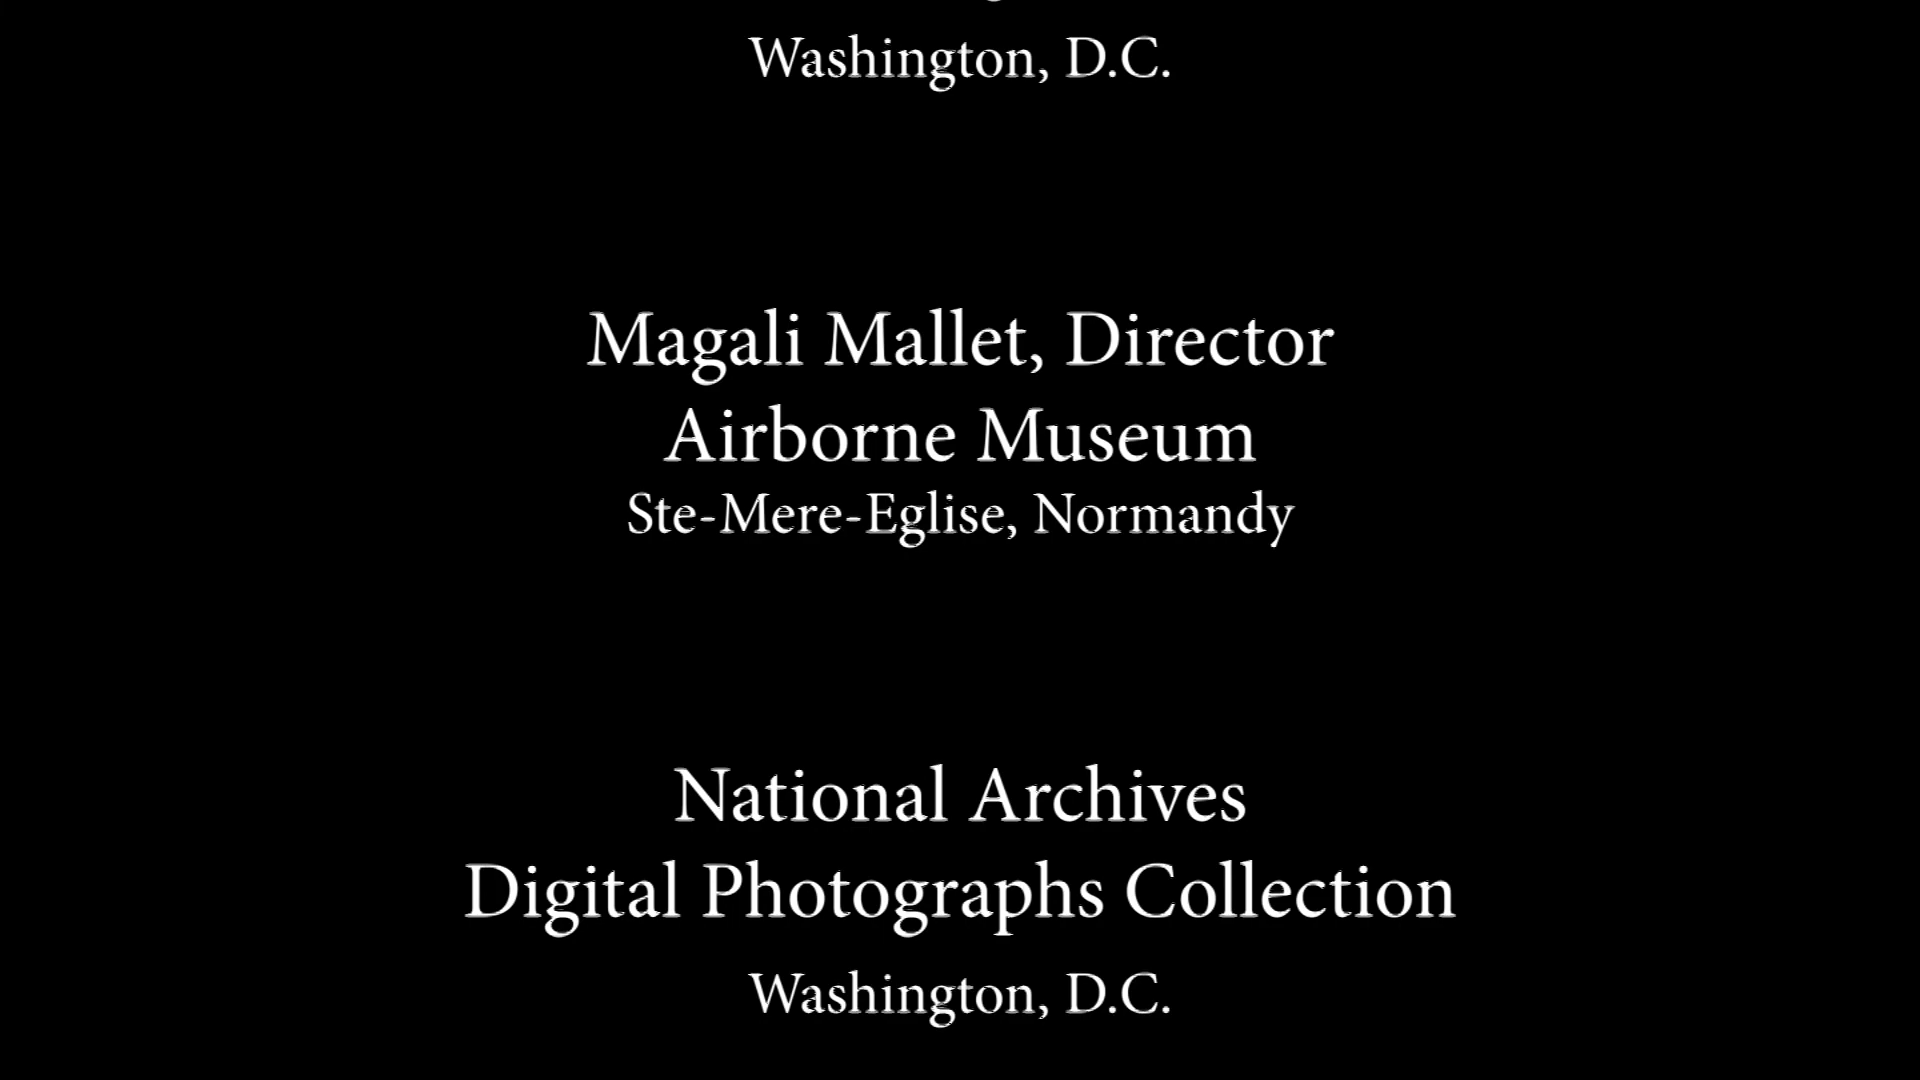 Washington, D.C.
Magali Mallet, Director
Airborne Museum
Ste-Mere-Eglise, Normandy
National Archives
Digital Photographs Collection
Washington, D.C.